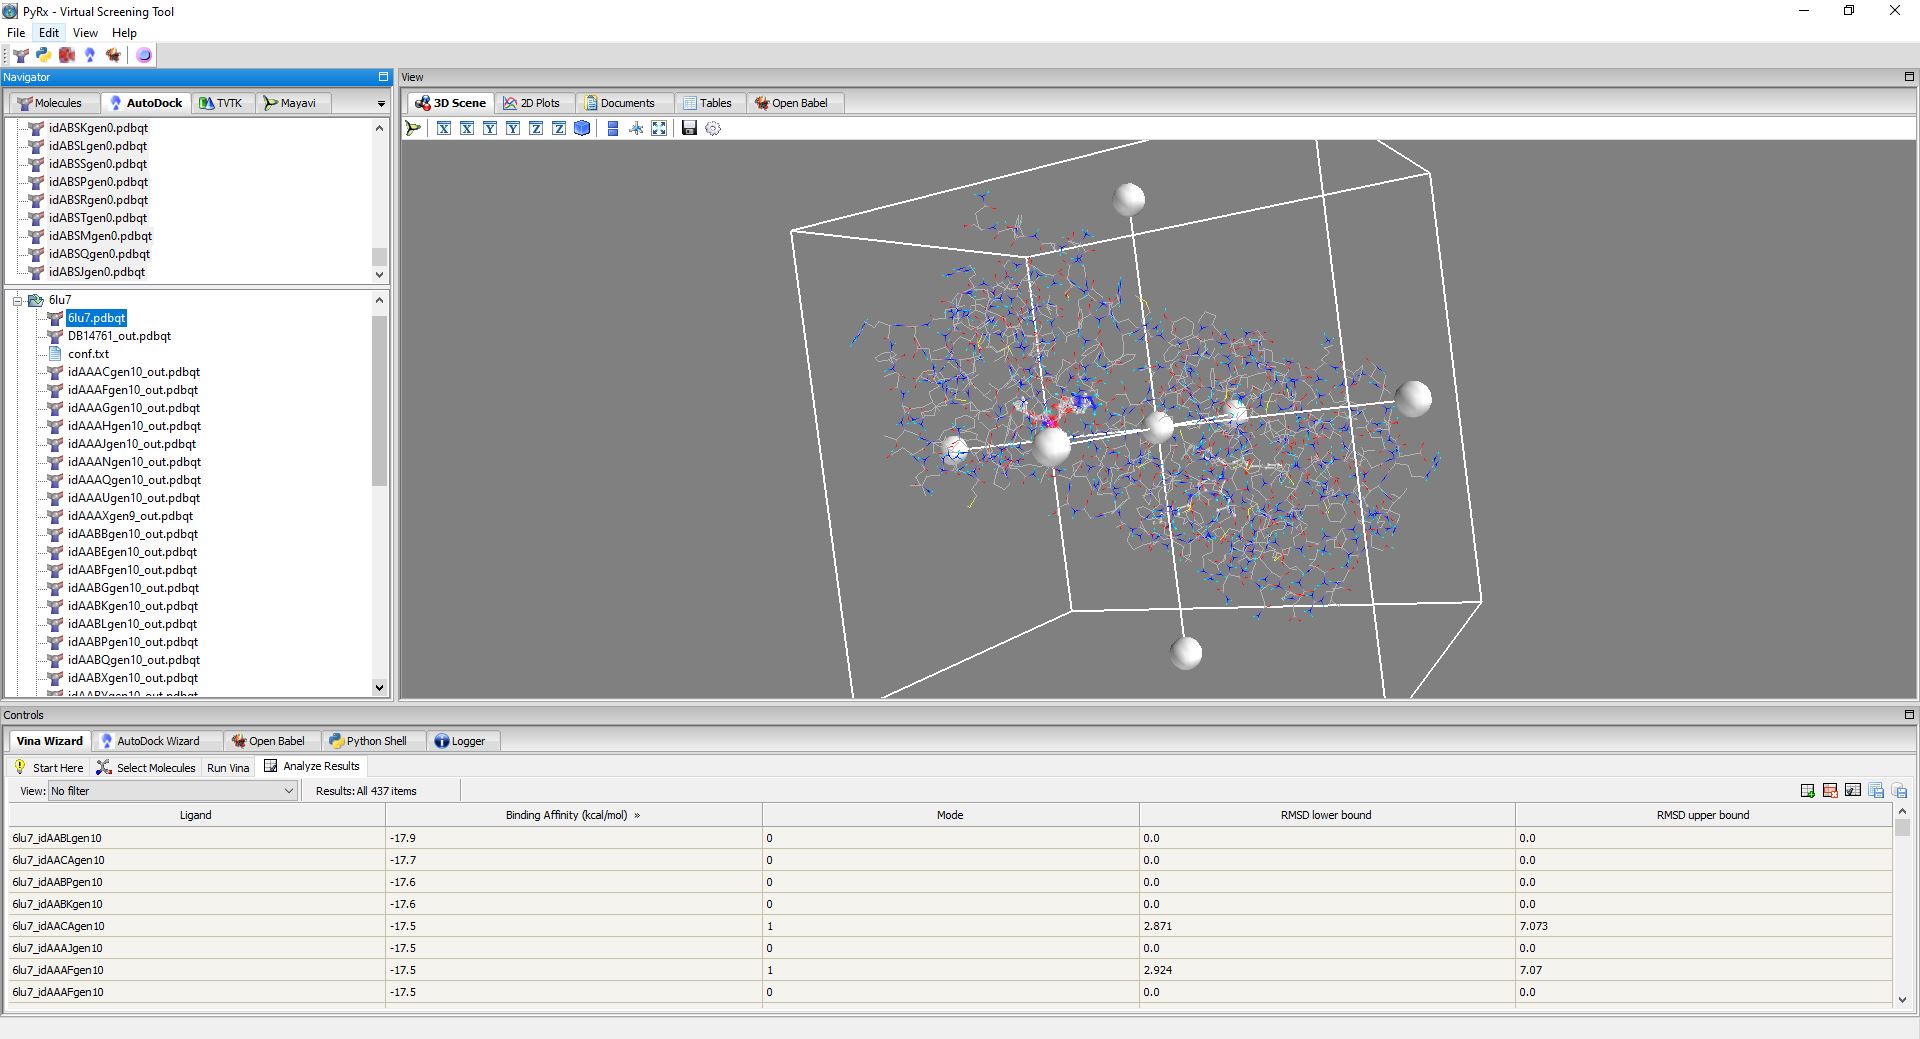 PyRx - Virtual Screening Tool
File Edit View Help
Navigator
Molecules AutoDock TVTK Mayavi
idABSKgen0.pdbqt
idABSLgen0.pdbqt
idABSSgen0.pdbqt
idABSPgen0.pdbqt
idABSRgen0.pdbqt
idABSTgen0.pdbqt
idABSMgen0.pdbqt
idABSQgen0.pdbqt
idABSJgen0.pdbqt
6lu7
6lu7.pdbqt
DB14761_out.pdbqt
conf.txt
idAAACgen10_out.pdbqt
idAAAFgen10_out.pdbqt
idAAAGgen10_out.pdbqt
idAAAHgen10_out.pdbqt
idAAAJgen10_out.pdbqt
idAAANgen10_out.pdbqt
idAAAQgen10_out.pdbqt
idAAAUgen10_out.pdbqt
idAAAXgen9_out.pdbqt
idAABBgen10_out.pdbqt
idAABEgen10_out.pdbqt
idAABFgen10_out.pdbqt
idAABGgen10_out.pdbqt
idAABKgen10_out.pdbqt
idAABLgen10_out.pdbqt
idAABPgen10_out.pdbqt
idAABQgen10_out.pdbqt
idAABXgen10_out.pdbqt
View
3D Scene 2D Plots Documents Tables Open Babel
X X Y Y Z Z
Controls
Vina Wizard AutoDock Wizard Open Babel Python Shell Logger
Start Here Select Molecules Run Vina Analyze Results
View: No filter Results: All 437 items
Ligand Binding Affinity (kcal/mol) » Mode RMSD lower bound RMSD upper bound
6lu7_idAABLgen10 -17.9 0 0.0 0.0
6lu7_idAACAgen10 -17.7 0 0.0 0.0
6lu7_idAABPgen10 -17.6 0 0.0 0.0
6lu7_idAABKgen10 -17.6 0 0.0 0.0
6lu7_idAACAgen10 -17.5 1 2.871 7.073
6lu7_idAAAJgen10 -17.5 0 0.0 0.0
6lu7_idAAAFgen10 -17.5 1 2.924 7.07
6lu7_idAAAFgen10 -17.5 0 0.0 0.0